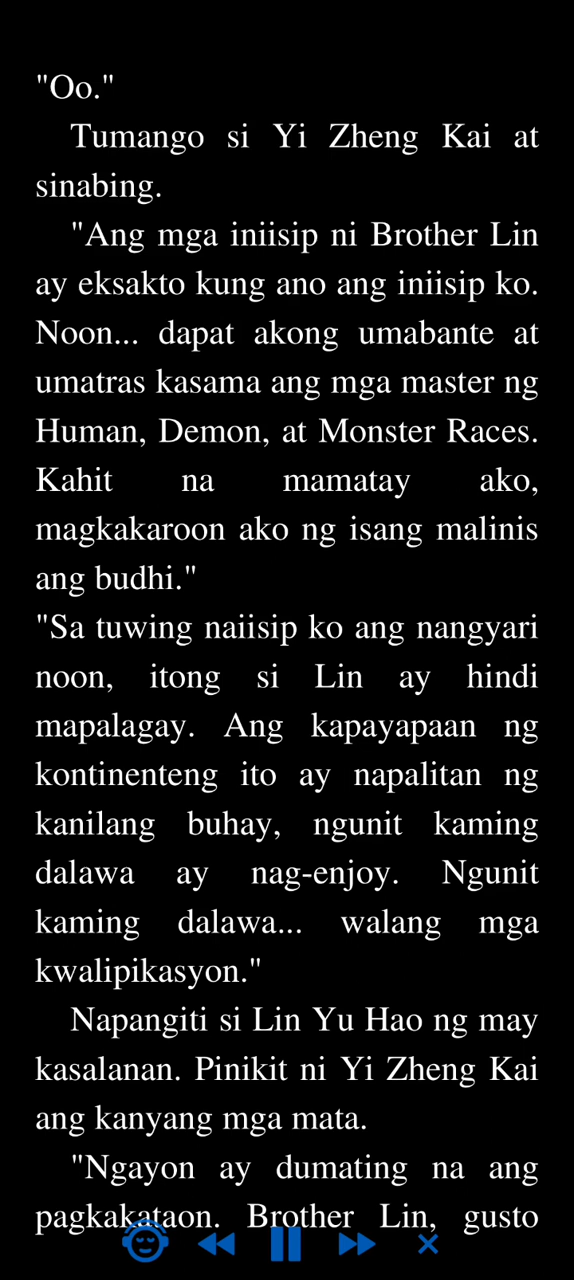 "Oo."
Tumango si Yi Zheng Kai at
sinabing.
"Ang mga iniisip ni Brother Lin
ay eksakto kung ano ang iniisip ko.
Noon... dapat akong umabante at
umatras kasama ang mga master ng
Human, Demon, at Monster Races.
Kahit na mamatay ako,
magkakaroon ako ng isang malinis
ang budhi."
"Sa tuwing naiisip ko ang nangyari
noon, itong si Lin ay hindi
mapalagay. Ang kapayapaan ng
kontinenteng ito ay napalitan ng
kanilang buhay, ngunit kaming
dalawa ay nag-enjoy. Ngunit
kaming dalawa... walang mga
kwalipikasyon."
Napangiti si Lin Yu Hao ng may
kasalanan. Pinikit ni Yi Zheng Kai
ang kanyang mga mata.
"Ngayon ay dumating na ang
pagkakataon. Brother Lin, gusto